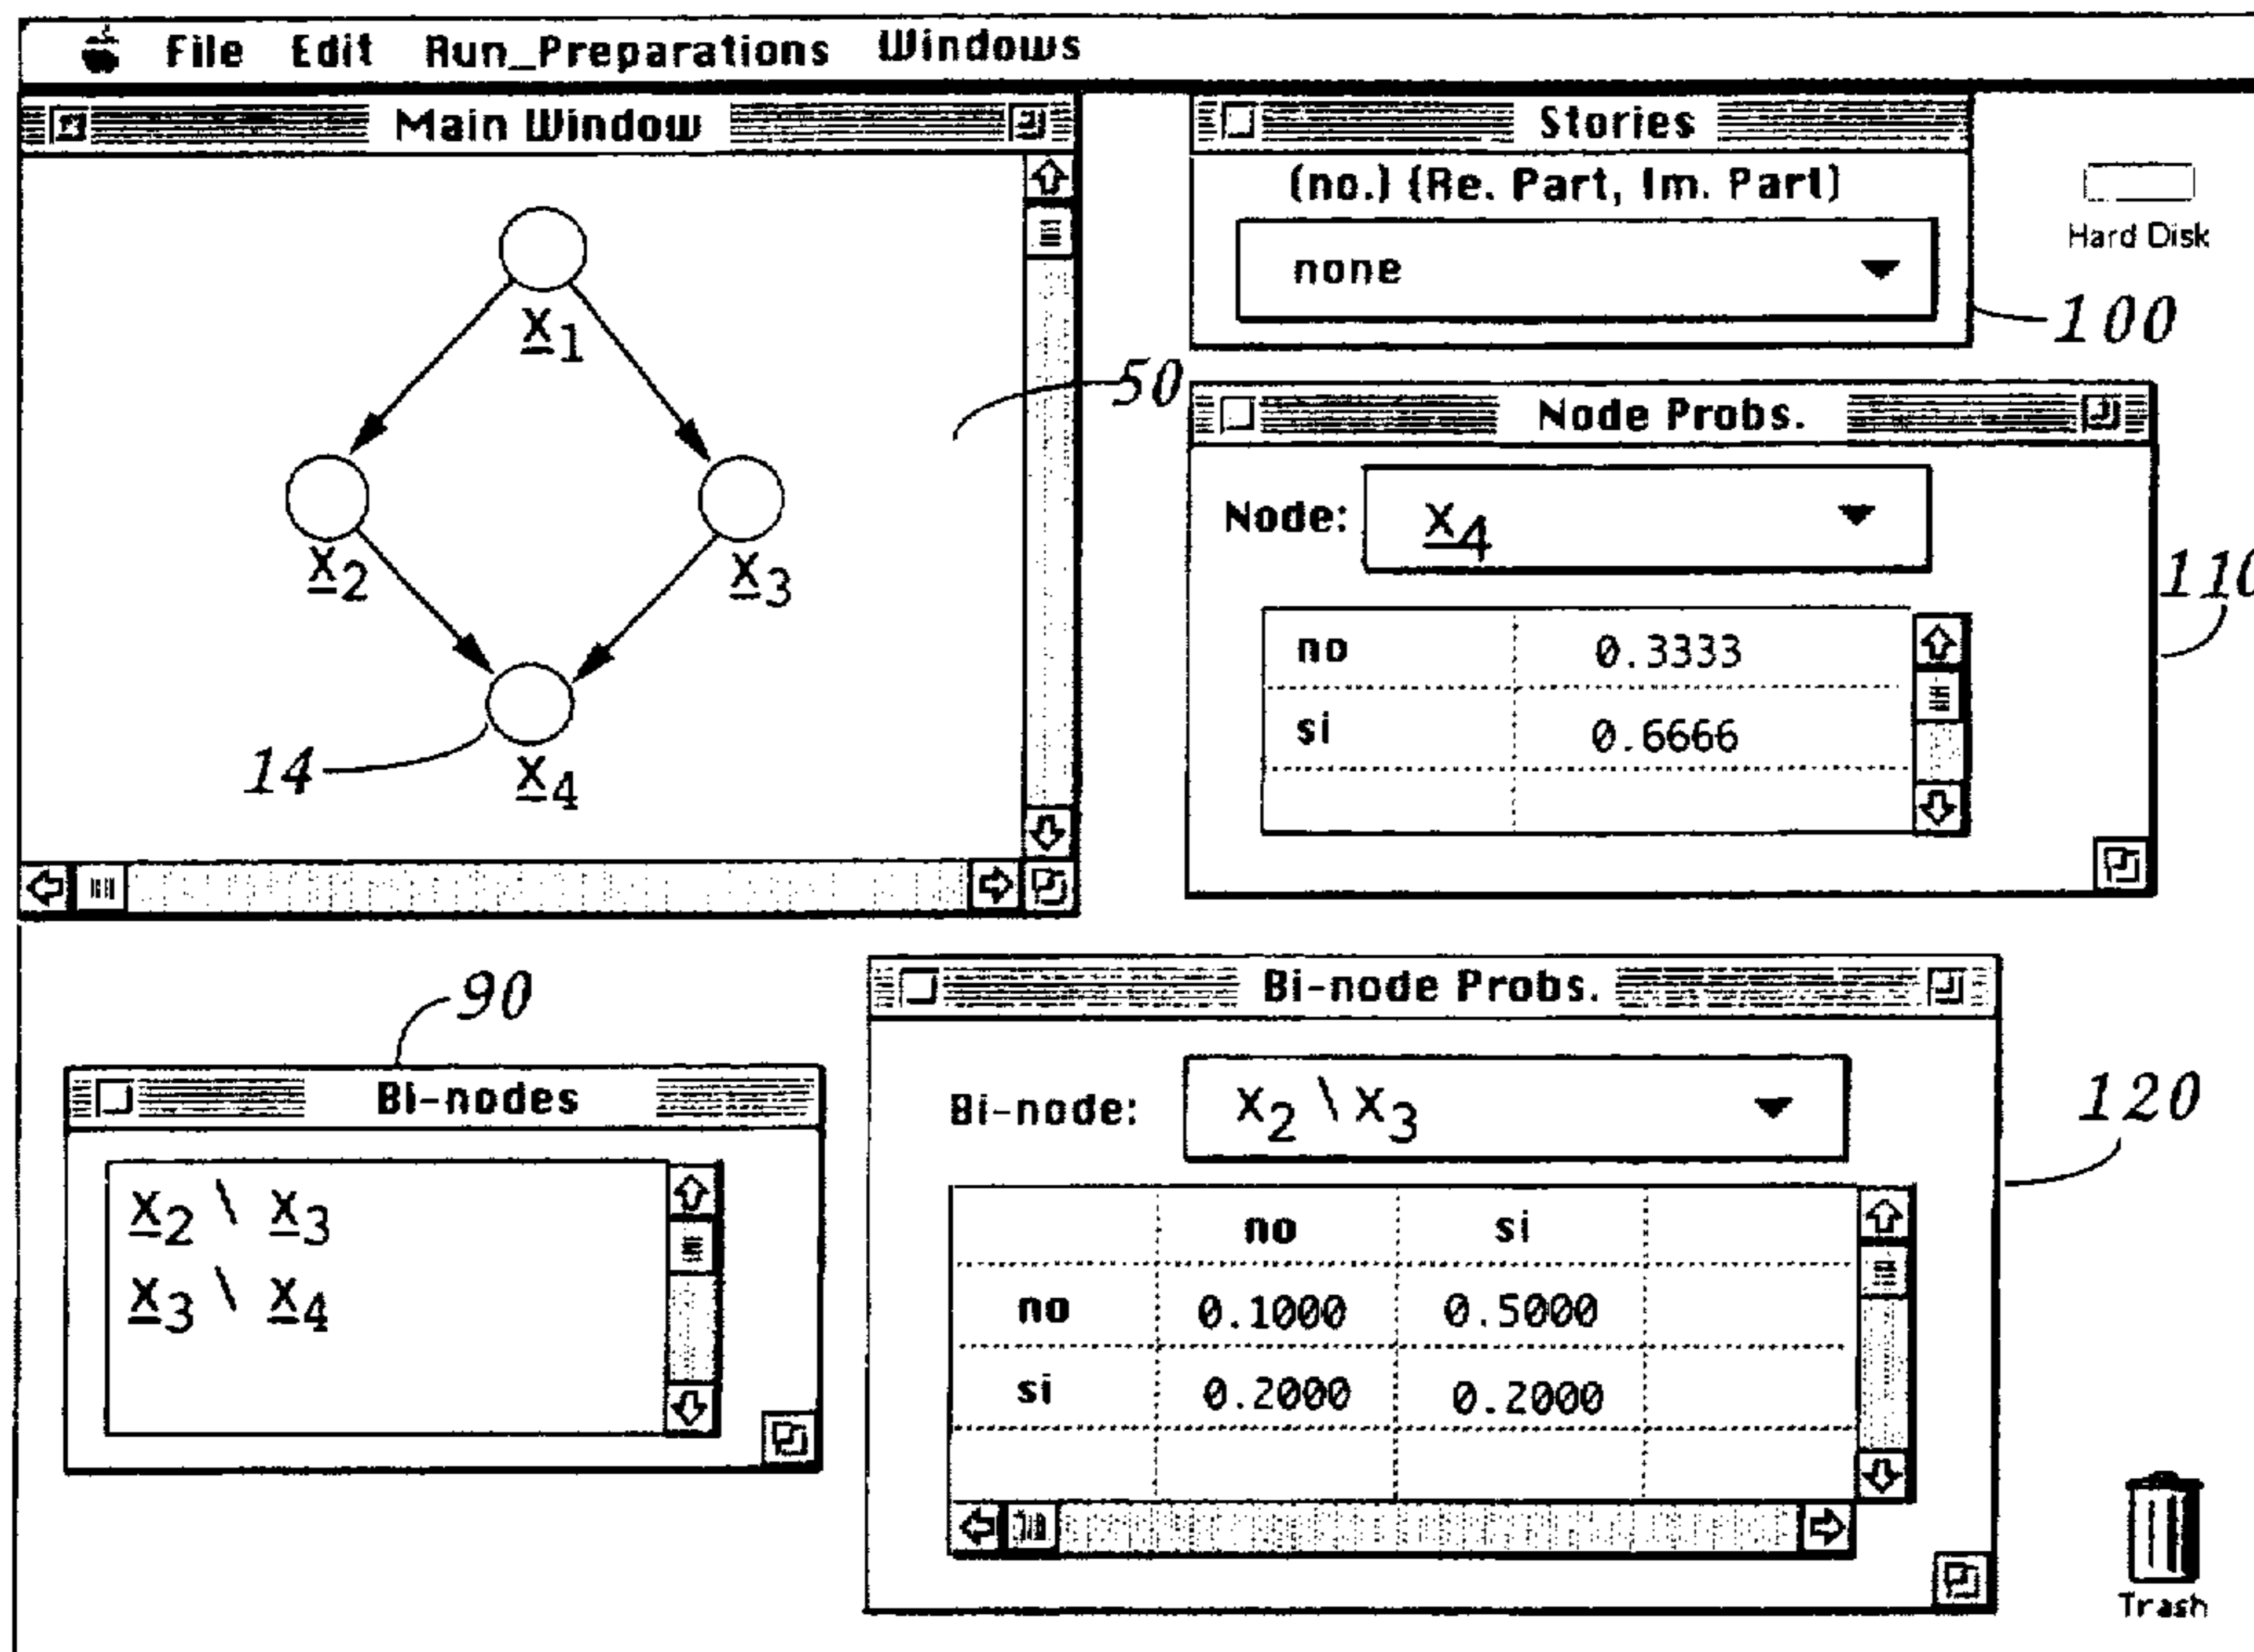 File Edit Run_Preparations Windows
Main Window
x1
x2
x3
x4
14
50
Stories
(no.) (Re. Part, Im. Part)
none
100
Hard Disk
Node Probs.
Node: x4
no 0.3333
si 0.6666
110
90
Bi-nodes
x2 \ x3
x3 \ x4
Bi-node Probs.
Bi-node: x2 \ x3
no si
no 0.1000 0.5000
si 0.2000 0.2000
120
Trash